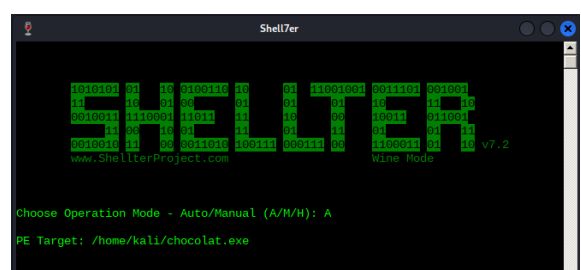 Shell7er
1010101 01 10 0100110 10 01 11001001 0011101 001001
11 10 01 00 01 01 01 10 11 10
0010011 1110001 11011 11 10 00 10011 011001
11 00 10 01 11 01 11 01 01 11
0010010 11 00 0011010 100111 000111 00 1100011 01 10 v7.2
www.ShellterProject.com Wine Mode
Choose Operation Mode - Auto/Manual (A/M/H): A
PE Target: /home/kali/chocolat.exe